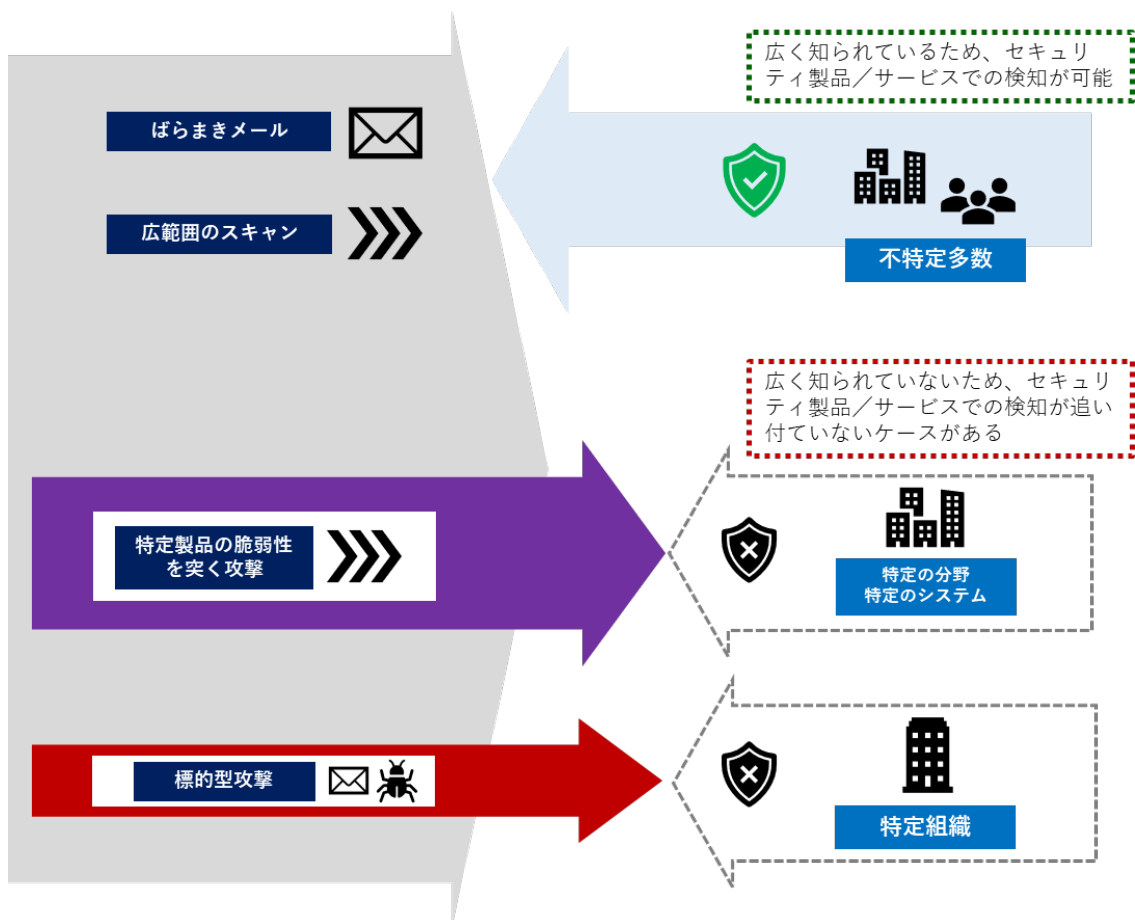 広く知られているため、セキュリ
ティ製品／サービスでの検知が可能
ばらまきメール
広範囲のスキャン
不特定多数
広く知られていないため、セキュリ
ティ製品／サービスでの検知が追い
付ていないケースがある
特定製品の脆弱性
を突く攻撃
特定の分野
特定のシステム
標的型攻撃
特定組織